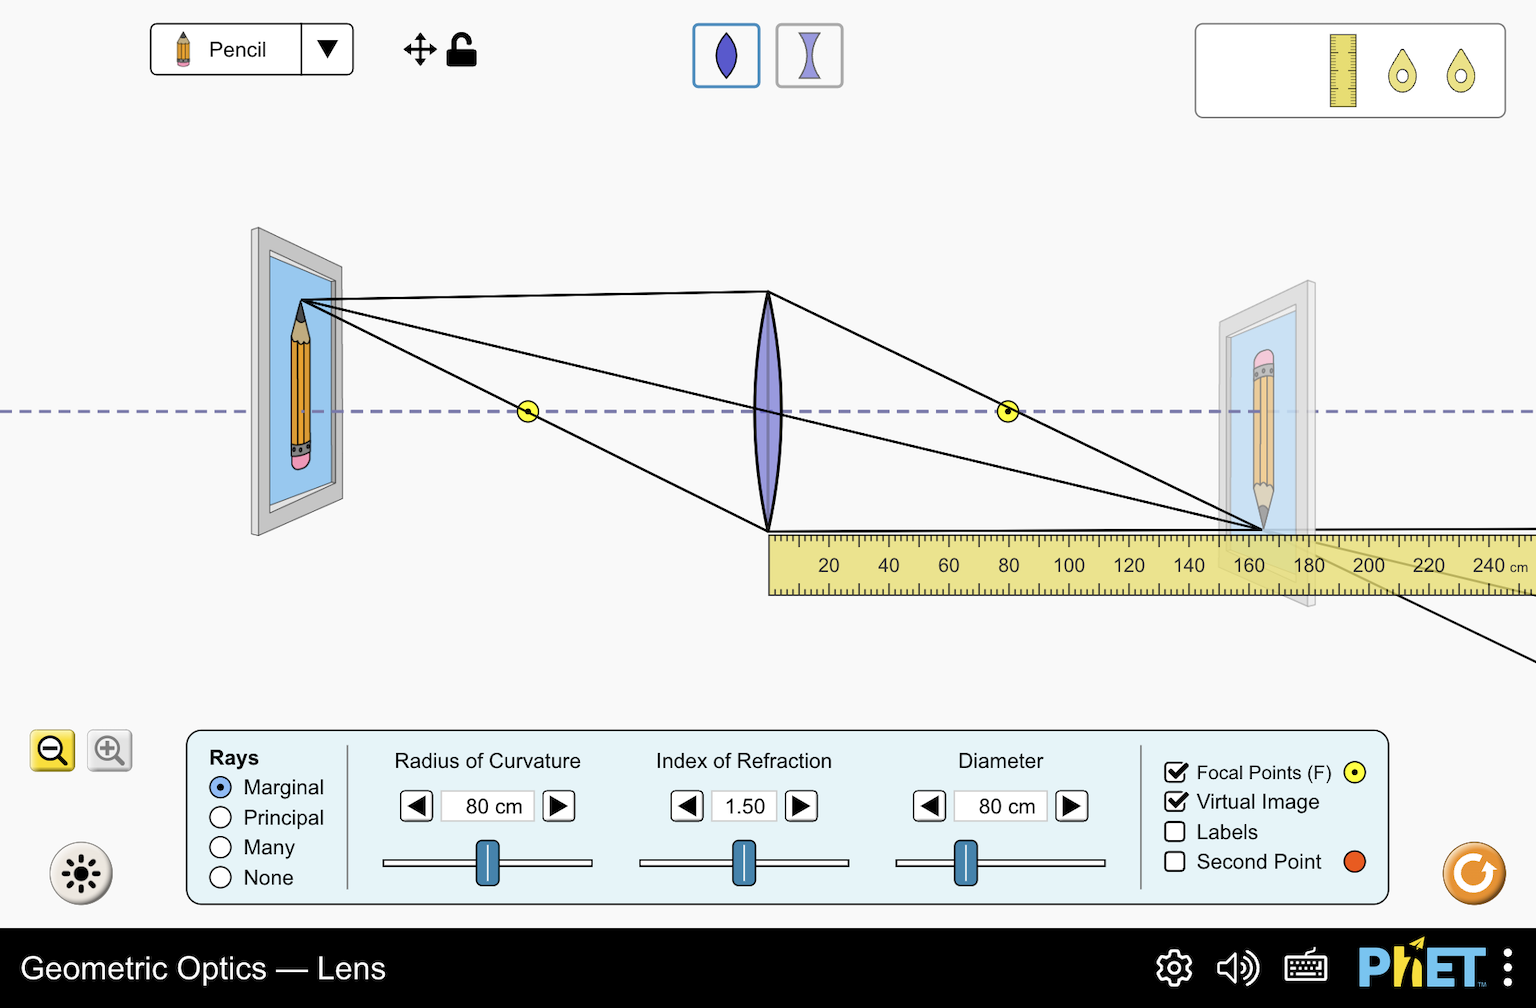 Pencil
20 40 60 80 100 120 140 160 180 200 220 240 cm
Rays
Marginal
Principal
Many
None
Radius of Curvature
80 cm
Index of Refraction
1.50
Diameter
80 cm
Focal Points (F)
Virtual Image
Labels
Second Point
Geometric Optics — Lens
PhET